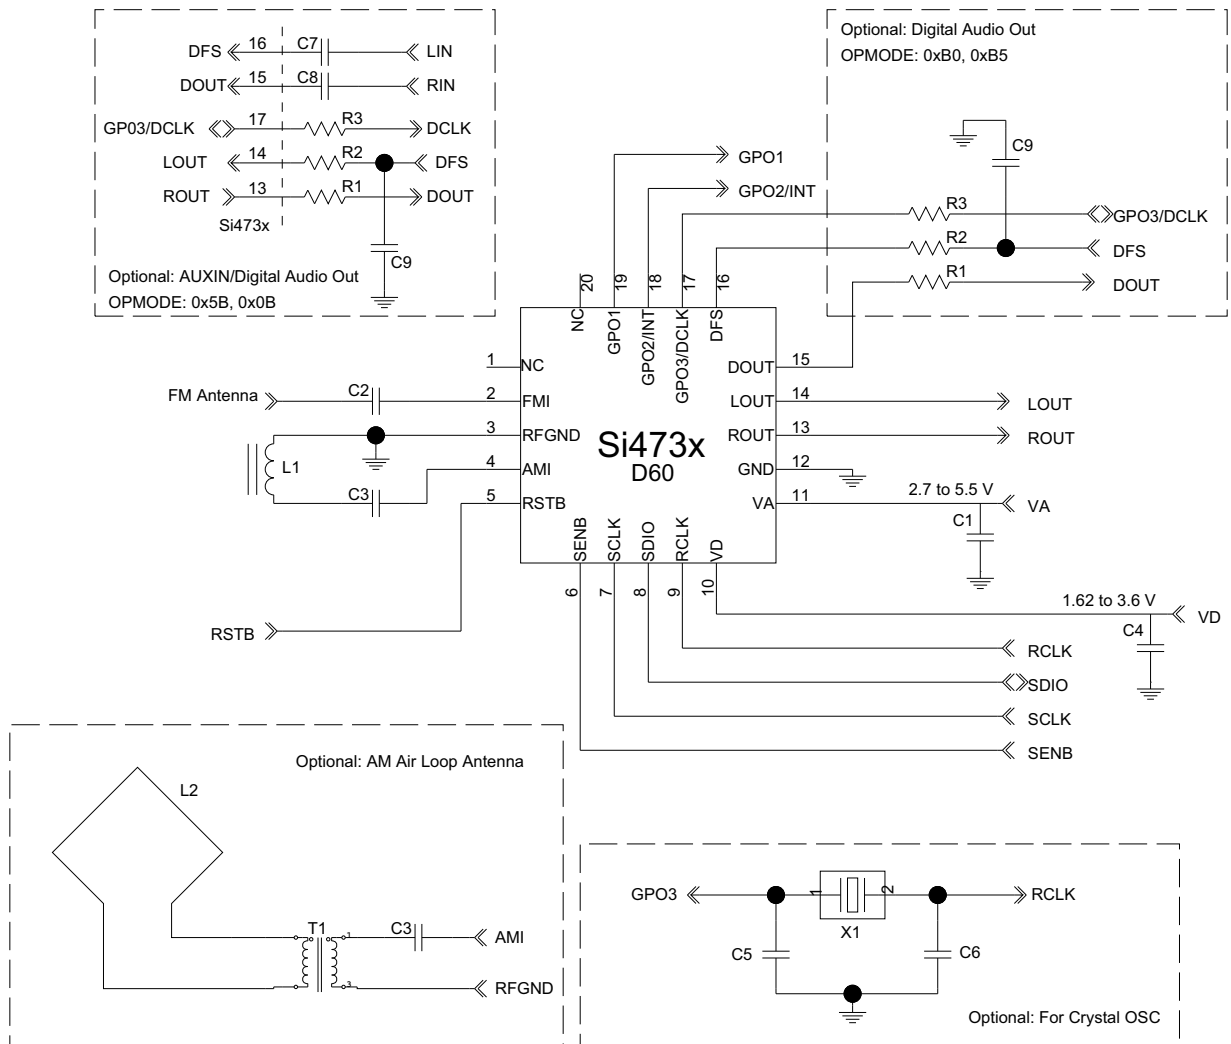 DFS 16 C7 LIN
DOUT 15 C8 RIN
GP03/DCLK 17 R3 DCLK
LOUT 14 R2 DFS
ROUT 13 R1 DOUT
Si473x
C9
Optional: AUXIN/Digital Audio Out
OPMODE: 0x5B, 0x0B
Optional: Digital Audio Out
OPMODE: 0xB0, 0xB5
C9
R3 GPO3/DCLK
R2 DFS
R1 DOUT
GPO1
GPO2/INT
20 19 18 17 16
NC GPO1 GPO2/INT GPO3/DCLK DFS
1 NC
FM Antenna C2 2 FMI
3 RFGND
L1
C3 4 AMI
5 RSTB
Si473x
D60
DOUT 15
LOUT 14 LOUT
ROUT 13 ROUT
GND 12
VA 11 2.7 to 5.5 V VA
C1
SENB SCLK SDIO RCLK VD
6 7 8 9 10
1.62 to 3.6 V VD
C4
RSTB
RCLK
SDIO
SCLK
SENB
Optional: AM Air Loop Antenna
L2
T1 1 C3 AMI
3 RFGND
GPO3 1 2 RCLK
X1
C5 C6
Optional: For Crystal OSC